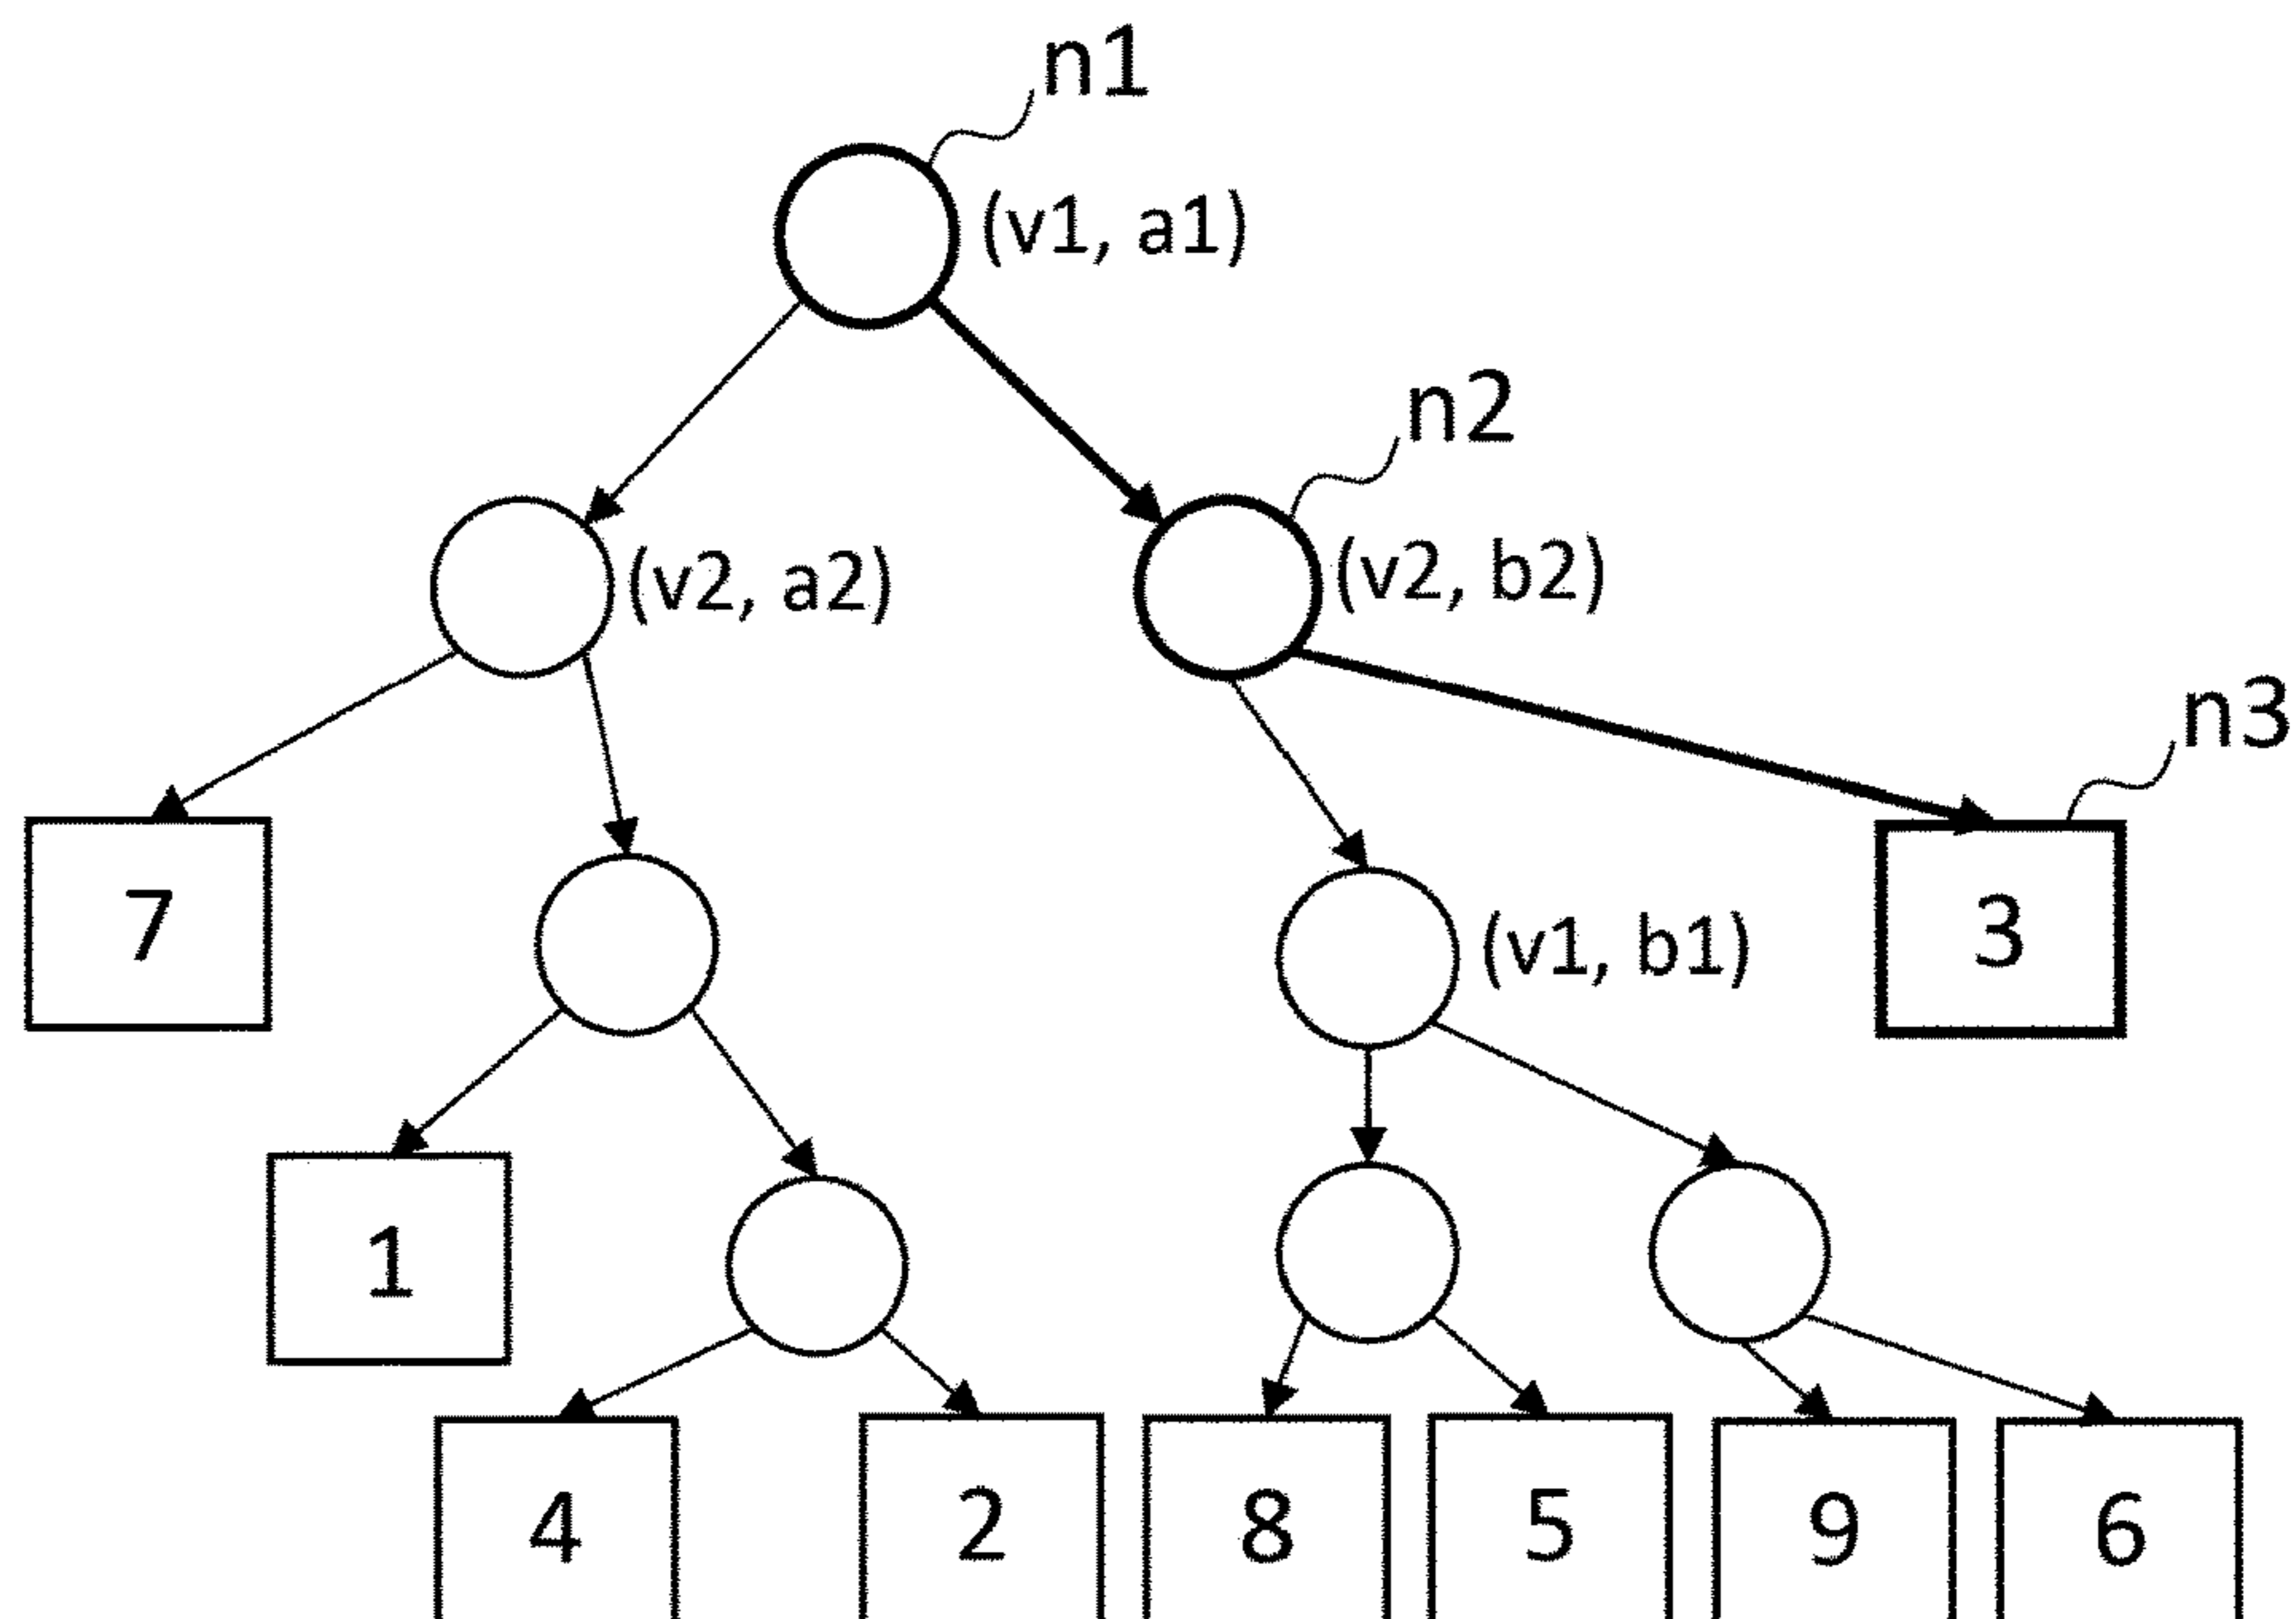 n1
(v1, a1)
n2
(v2, a2)
(v2, b2)
n3
7
(v1, b1)
3
1
4
2
8
5
9
6